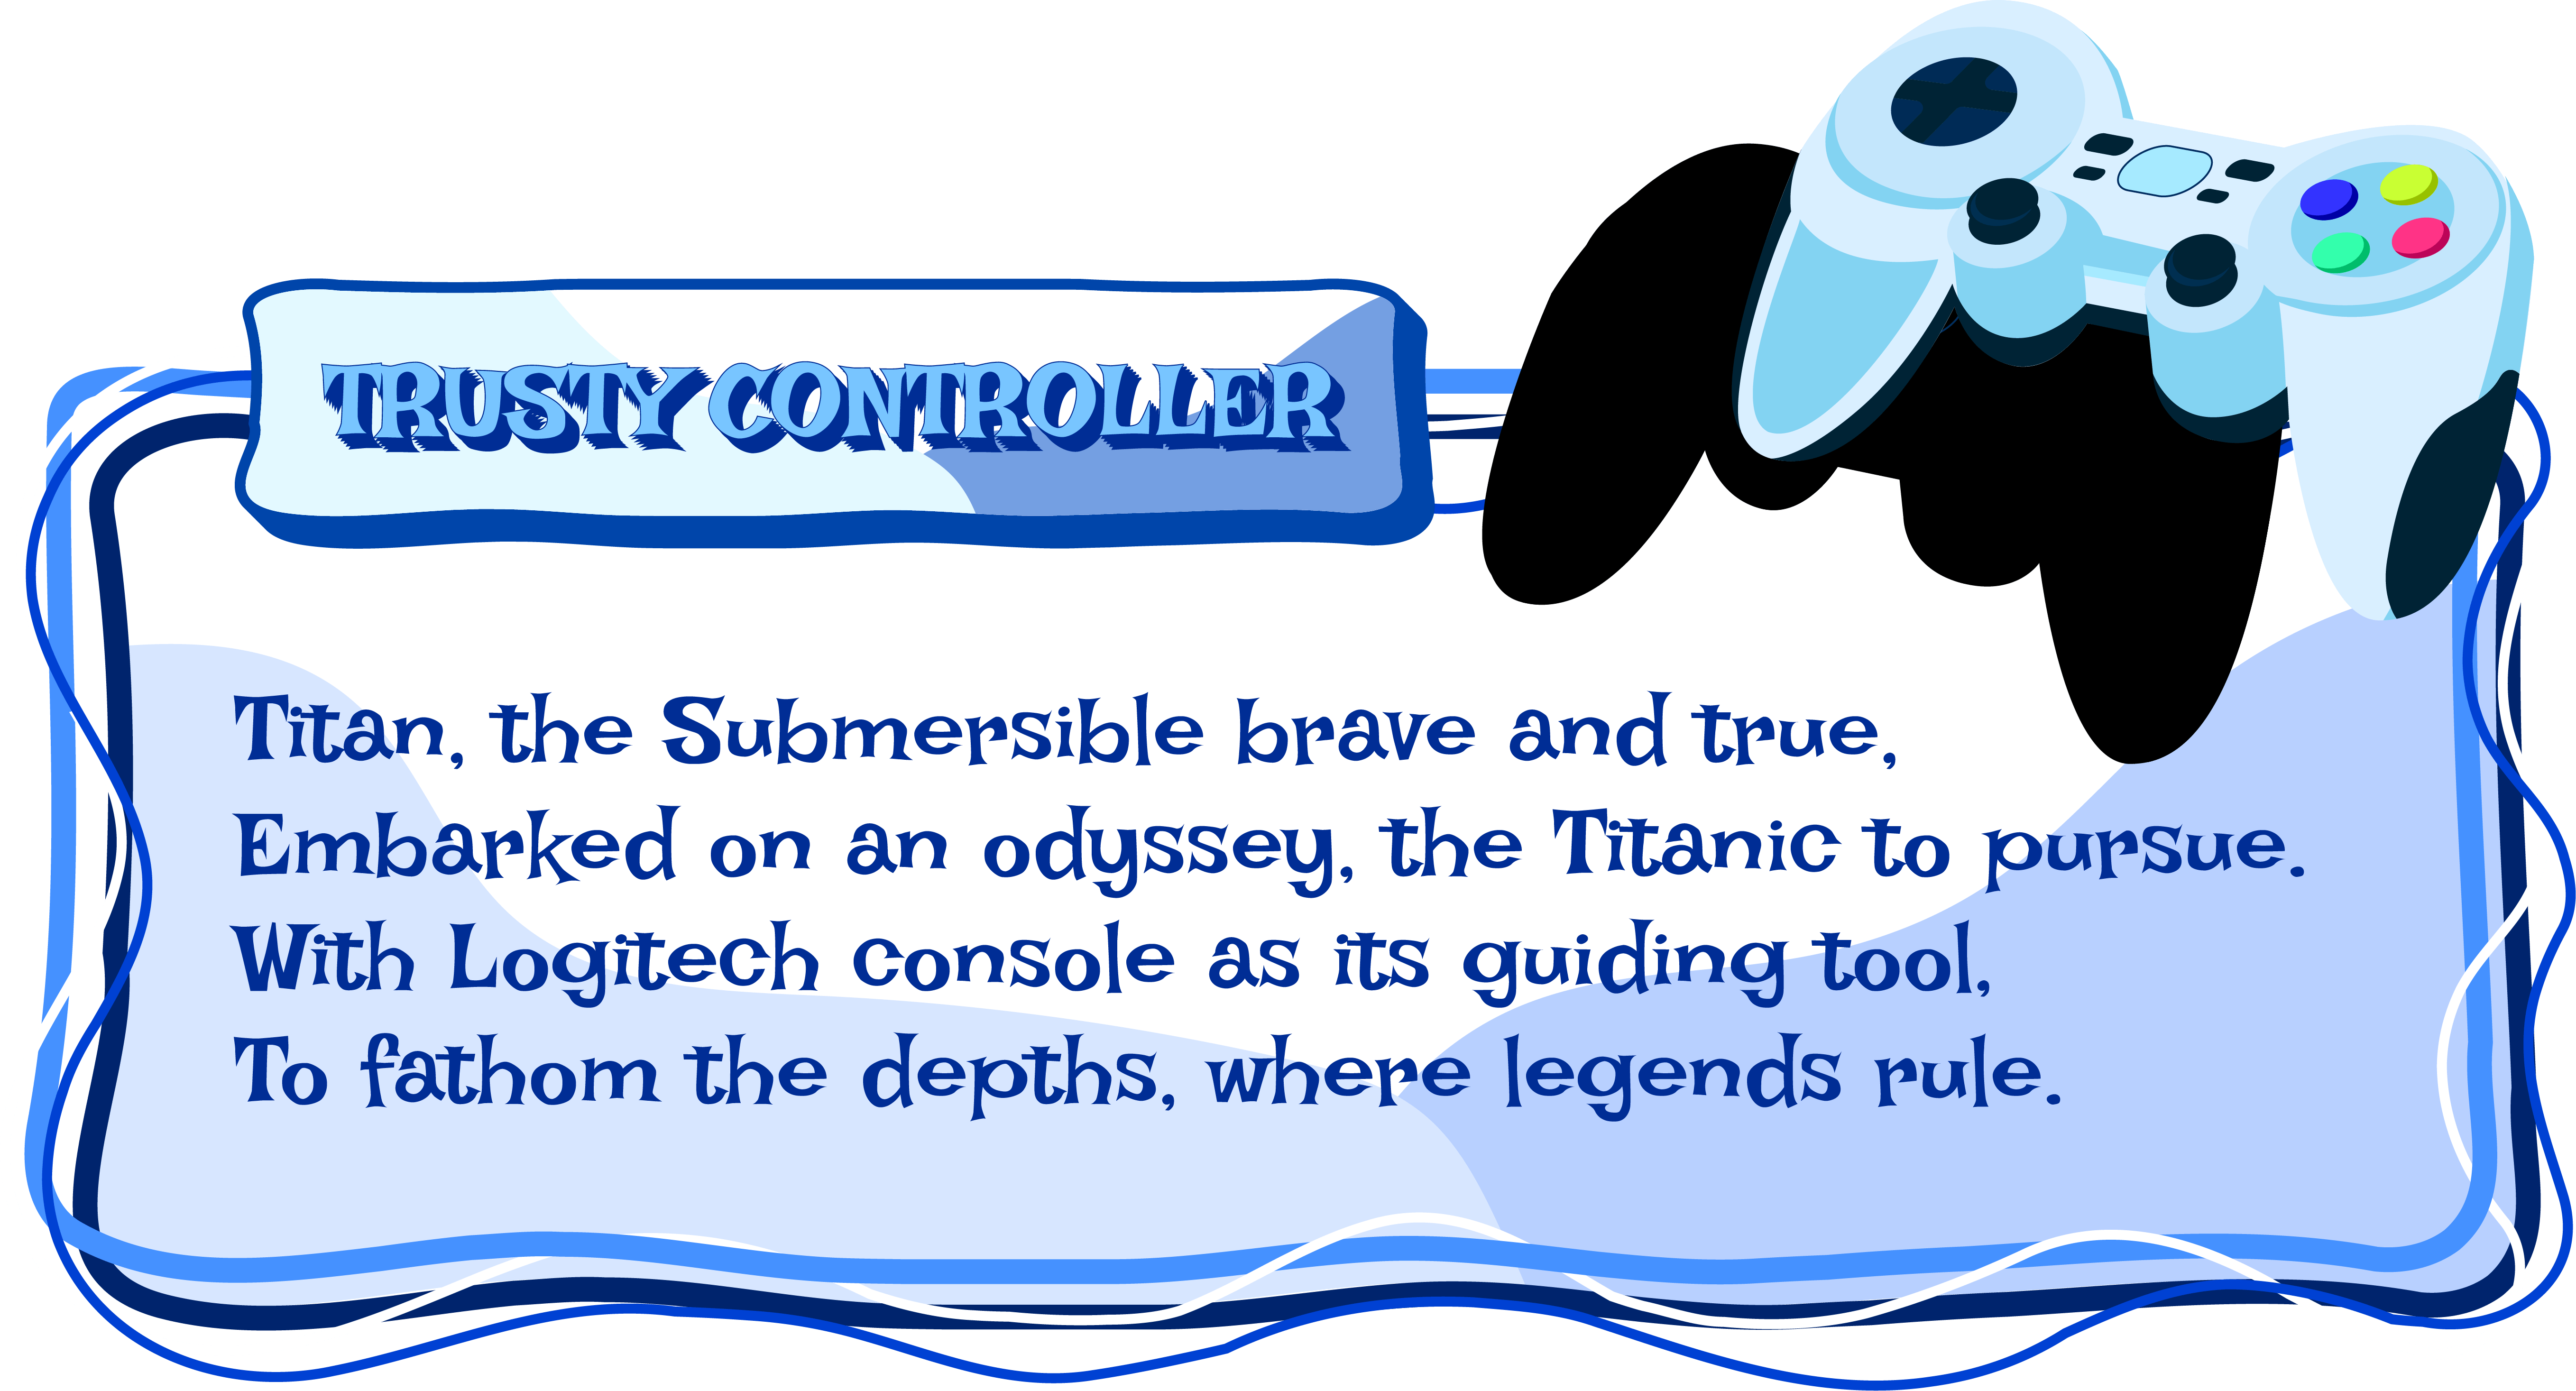 TRUSTY CONTROLLER
Titan, the Submersible brave and true,
Embarked on an odyssey, the Titanic to pursue.
With Logitech console as its guiding tool,
To fathom the depths, where legends rule.